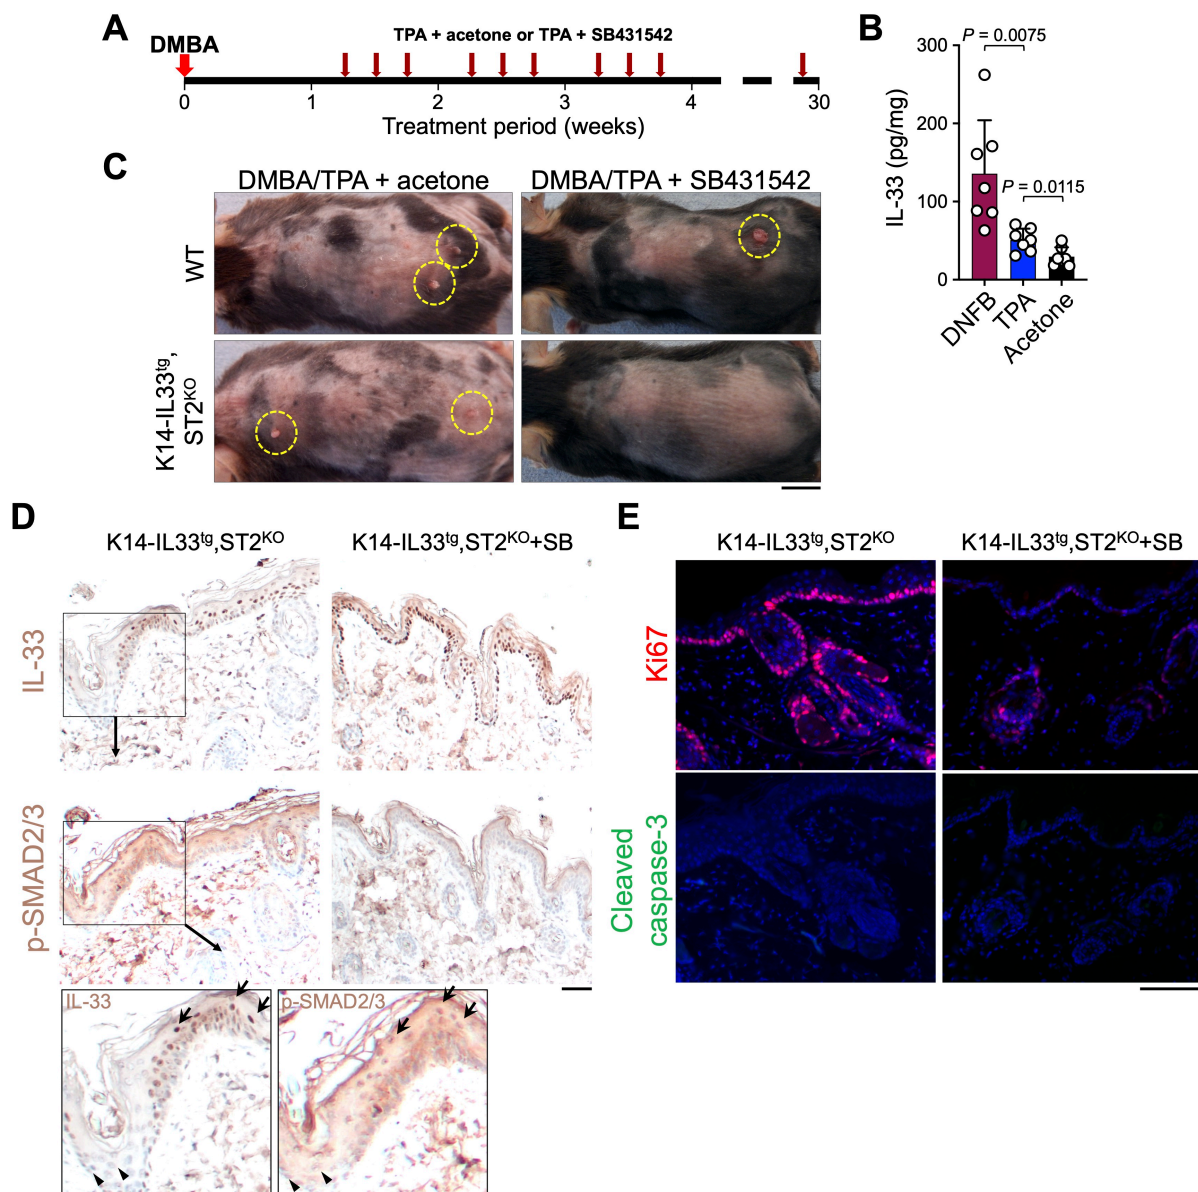 A
DMBA
TPA + acetone or TPA + SB431542
0 1 2 3 4 30
Treatment period (weeks)
B
P = 0.0075
P = 0.0115
300
200
100
0
IL-33 (pg/mg)
DNFB
TPA
Acetone
C
DMBA/TPA + acetone
DMBA/TPA + SB431542
WT
K14-IL33tg,
ST2KO
D
K14-IL33tg,ST2KO
K14-IL33tg,ST2KO+SB
IL-33
p-SMAD2/3
IL-33
p-SMAD2/3
E
K14-IL33tg,ST2KO
K14-IL33tg,ST2KO+SB
Ki67
Cleaved
caspase-3